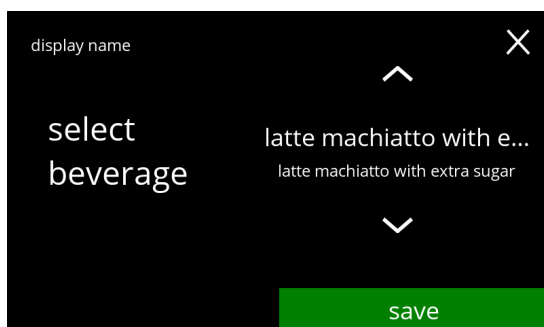 display name
select
beverage
latte machiatto with e...
latte machiatto with extra sugar
save